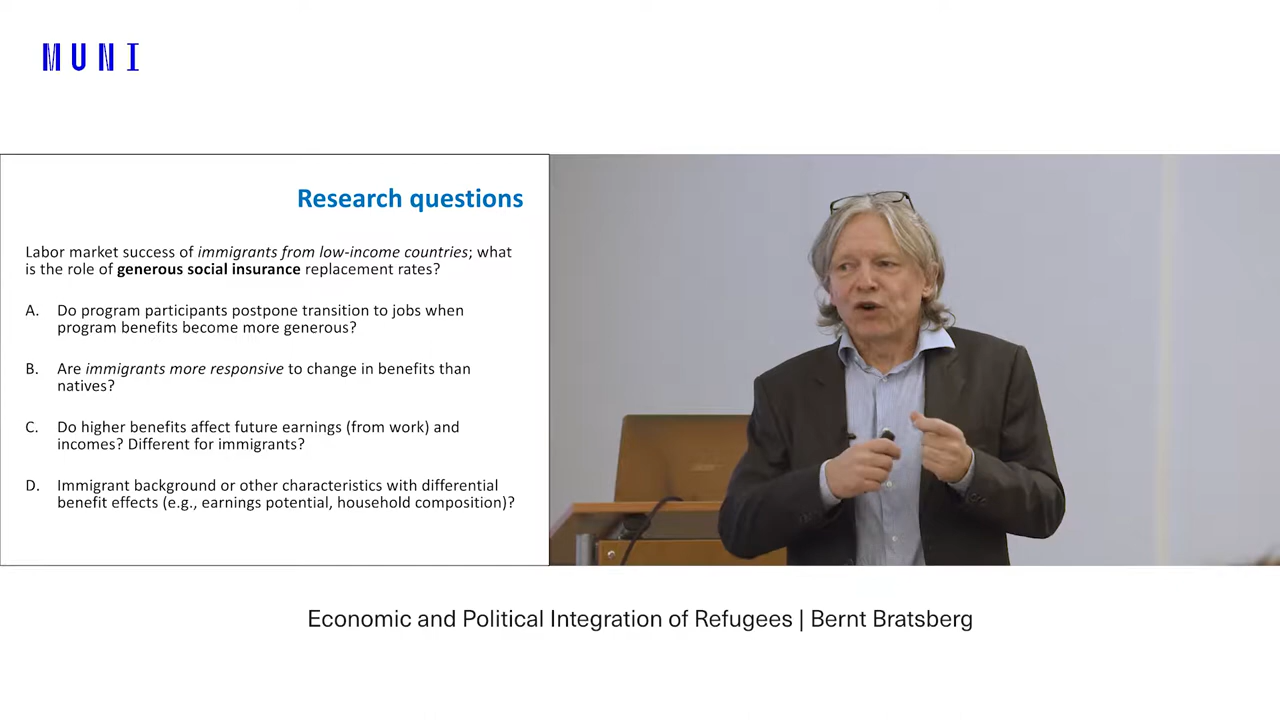 MUNI
Research questions
Labor market success of immigrants from low-income countries; what
is the role of generous social insurance replacement rates?
A. Do program participants postpone transition to jobs when
program benefits become more generous?
B. Are immigrants more responsive to change in benefits than
natives?
C. Do higher benefits affect future earnings (from work) and
incomes? Different for immigrants?
D. Immigrant background or other characteristics with differential
benefit effects (e.g., earnings potential, household composition)?
Economic and Political Integration of Refugees | Bernt Bratsberg